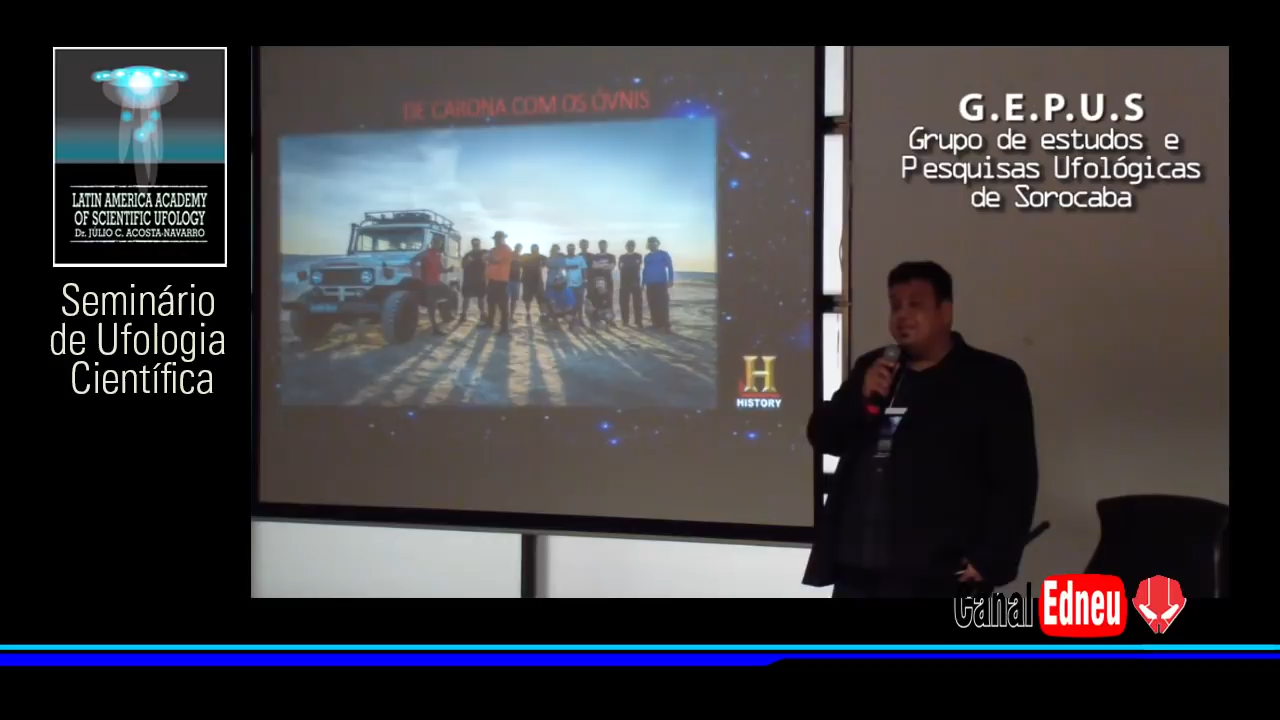 LATIN AMERICA ACADEMY
OF SCIENTIFIC UFOLOGY
Dr. JÚLIO C. ACOSTA-NAVARRO
Seminário
de Ufologia
Científica
DE CARONA COM OS ÓVNIS
H
HISTORY
G.E.P.U.S
Grupo de estudos e
Pesquisas Ufológicas
de Sorocaba
Canal Edneu